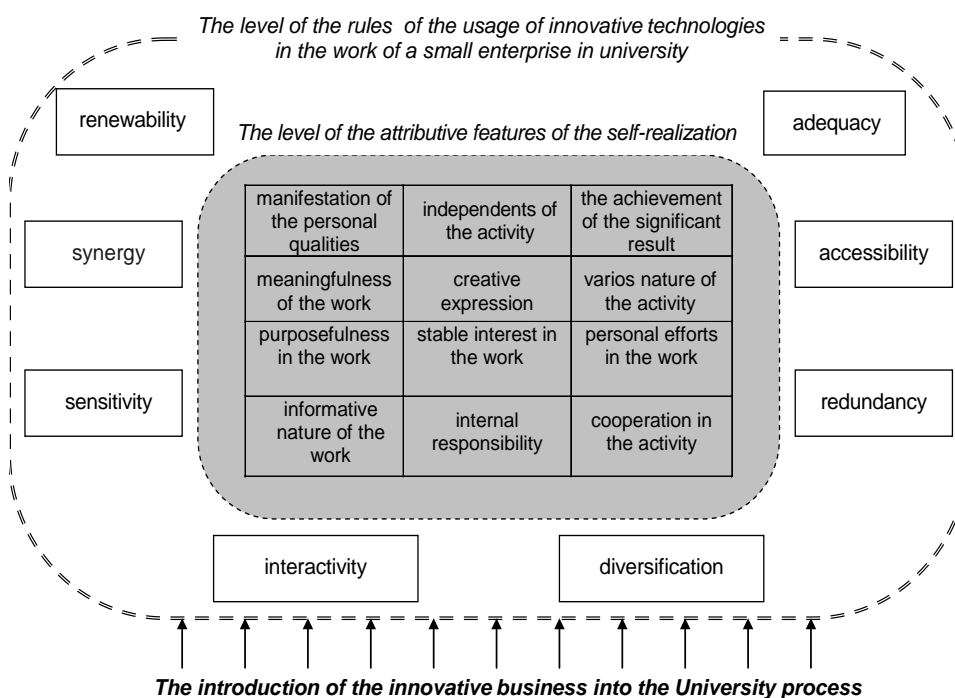 The level of the rules of the usage of innovative technologies
in the work of a small enterprise in university
renewability
adequacy
The level of the attributive features of the self-realization
manifestation of
the personal
qualities
independents of
the activity
the achievement
of the significant
result
synergy
accessibility
meaningfulness
of the work
creative
expression
varios nature of
the activity
purposefulness
in the work
stable interest in
the work
personal efforts
in the work
sensitivity
redundancy
informative
nature of the
work
internal
responsibility
cooperation in
the activity
interactivity
diversification
The introduction of the innovative business into the University process